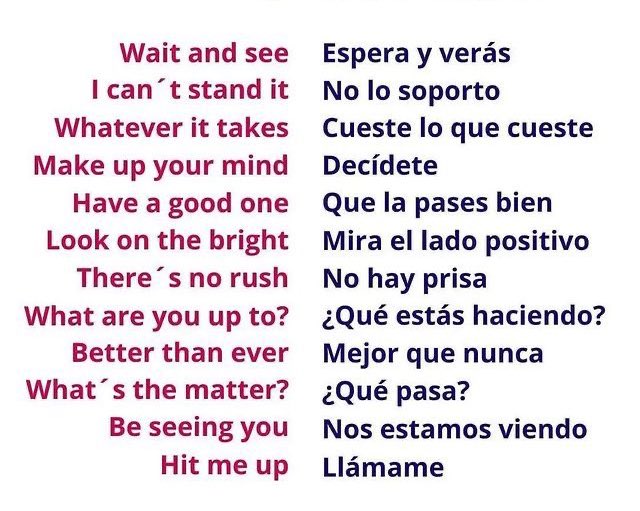 Wait and see Espera y verás
I can´t stand it No lo soporto
Whatever it takes Cueste lo que cueste
Make up your mind Decídete
Have a good one Que la pases bien
Look on the bright Mira el lado positivo
There´s no rush No hay prisa
What are you up to? ¿Qué estás haciendo?
Better than ever Mejor que nunca
What´s the matter? ¿Qué pasa?
Be seeing you Nos estamos viendo
Hit me up Llámame